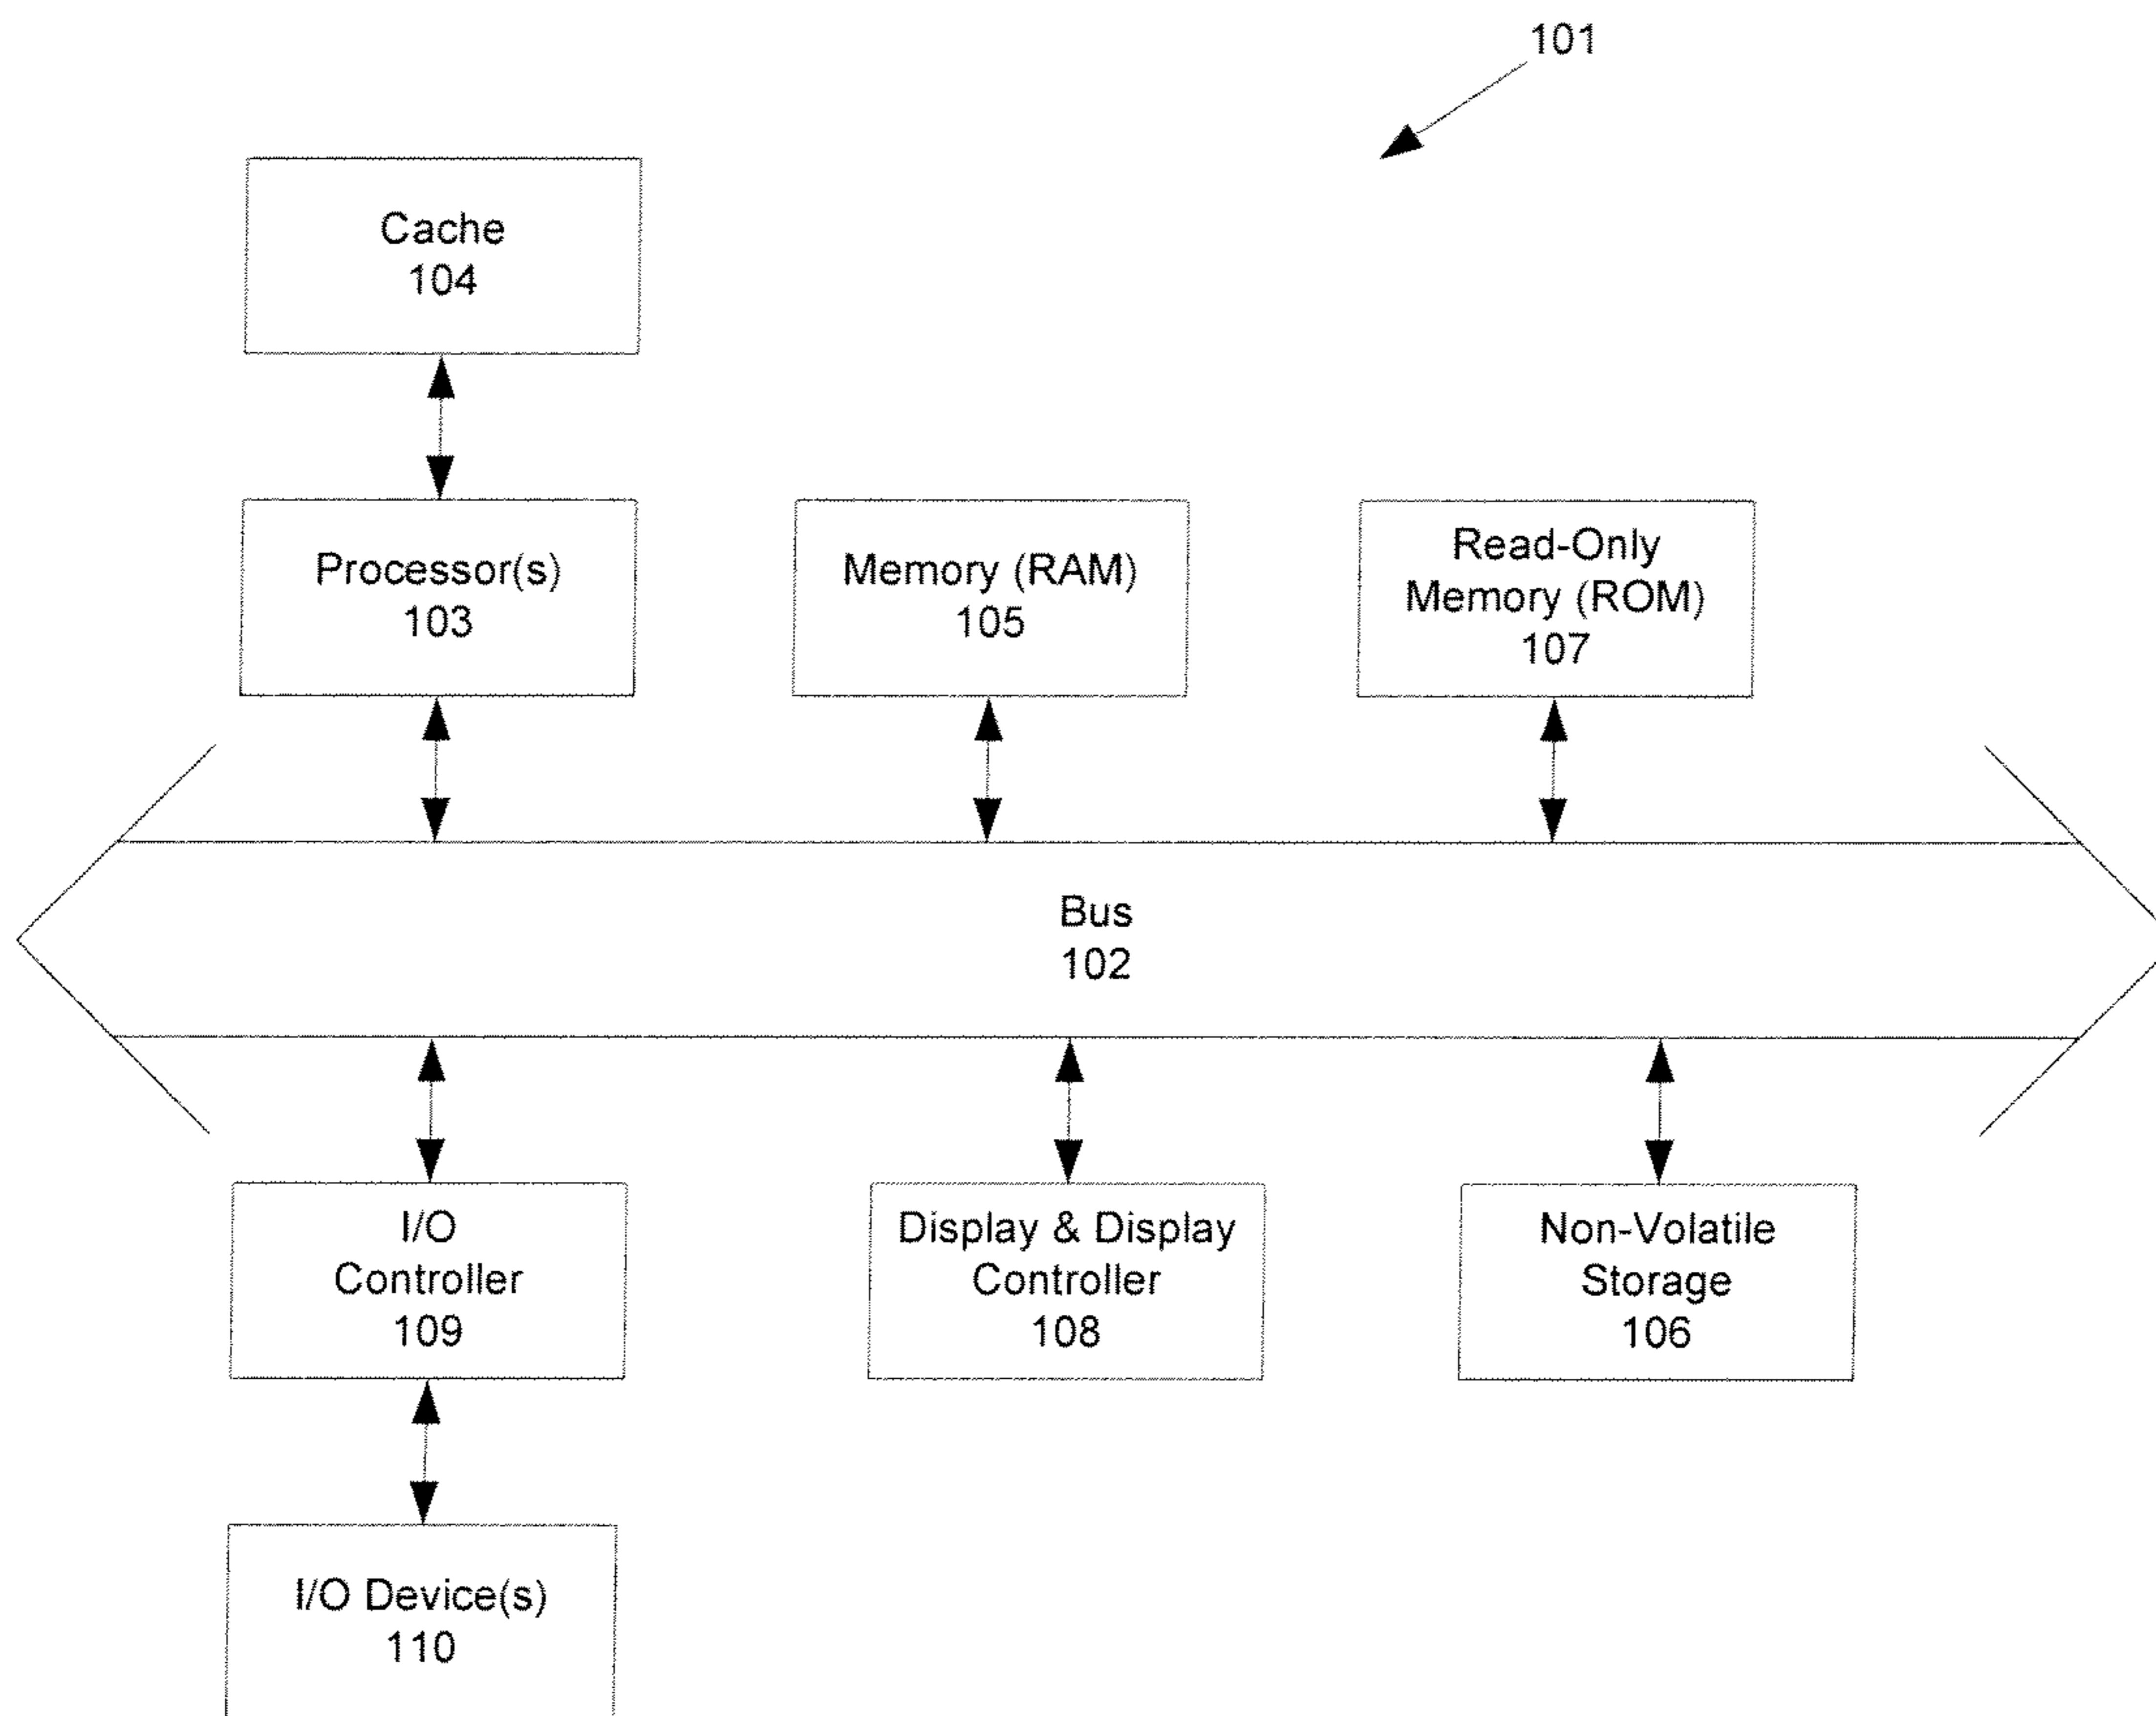 101
Cache
104
Processor(s)
103
Memory (RAM)
105
Read-Only
Memory (ROM)
107
Bus
102
I/O
Controller
109
Display & Display
Controller
108
Non-Volatile
Storage
106
I/O Device(s)
110